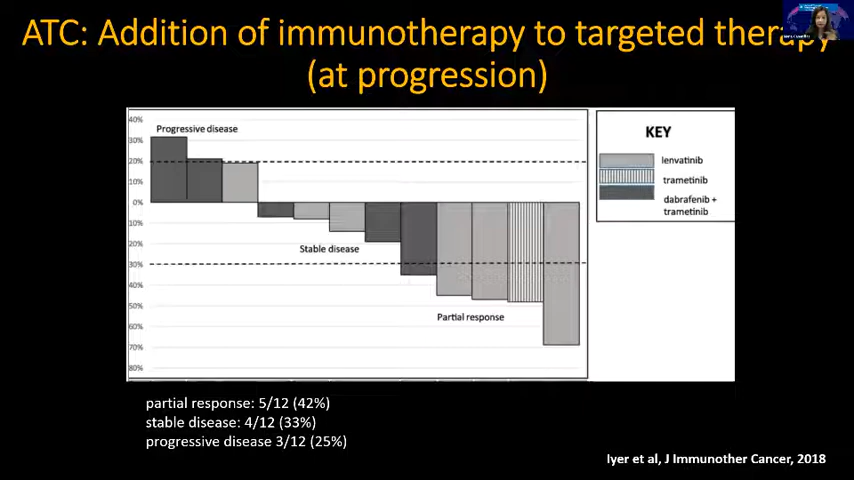 ATC: Addition of immunotherapy to targeted therapy
(at progression)
40%
30%
20%
10%
0%
10%
20%
30%
40%
50%
60%
70%
80%
Progressive disease
Stable disease
Partial response
KEY
lenvatinib
trametinib
dabrafenib +
trametinib
partial response: 5/12 (42%)
stable disease: 4/12 (33%)
progressive disease 3/12 (25%)
Iyer et al, J Immunother Cancer, 2018